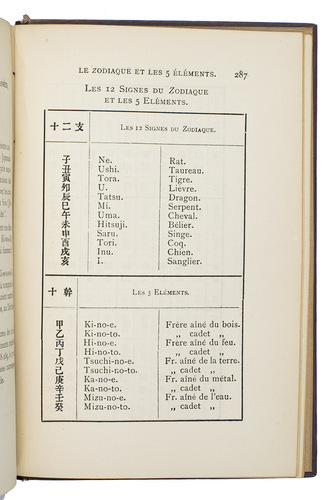 LE ZODIAQUE ET LES 5 ÉLÉMENTS. 287
LES 12 SIGNES DU ZODIAQUE
ET LES 5 ELÉMENTS.
十二支 LES 12 SIGNES DU ZODIAQUE.
子 Ne. Rat.
丑 Ushi. Taureau.
寅 Tora. Tigre.
卯 U. Lièvre.
辰 Tatsu. Dragon.
巳 Mi. Serpent.
午 Uma. Cheval.
未 Hitsuji. Bélier.
申 Saru. Singe.
酉 Tori. Coq.
戌 Inu. Chien.
亥 I. Sanglier.
十幹 LES 5 ELÉMENTS.
甲 Ki-no-e. Frère aîné du bois.
乙 Ki-no-to. „ cadet „
丙 Hi-no-e. Frère aîné du feu.
丁 Hi-no-to. „ cadet „
戊 Tsuchi-no-e. Fr. aîné de la terre.
己 Tsuchi-no-to. „ cadet „
庚 Ka-no-e. Fr. aîné du métal.
辛 Ka-no-to. „ cadet „
壬 Mizu-no-e. Fr. aîné de l'eau.
癸 Mizu-no-to. „ cadet „